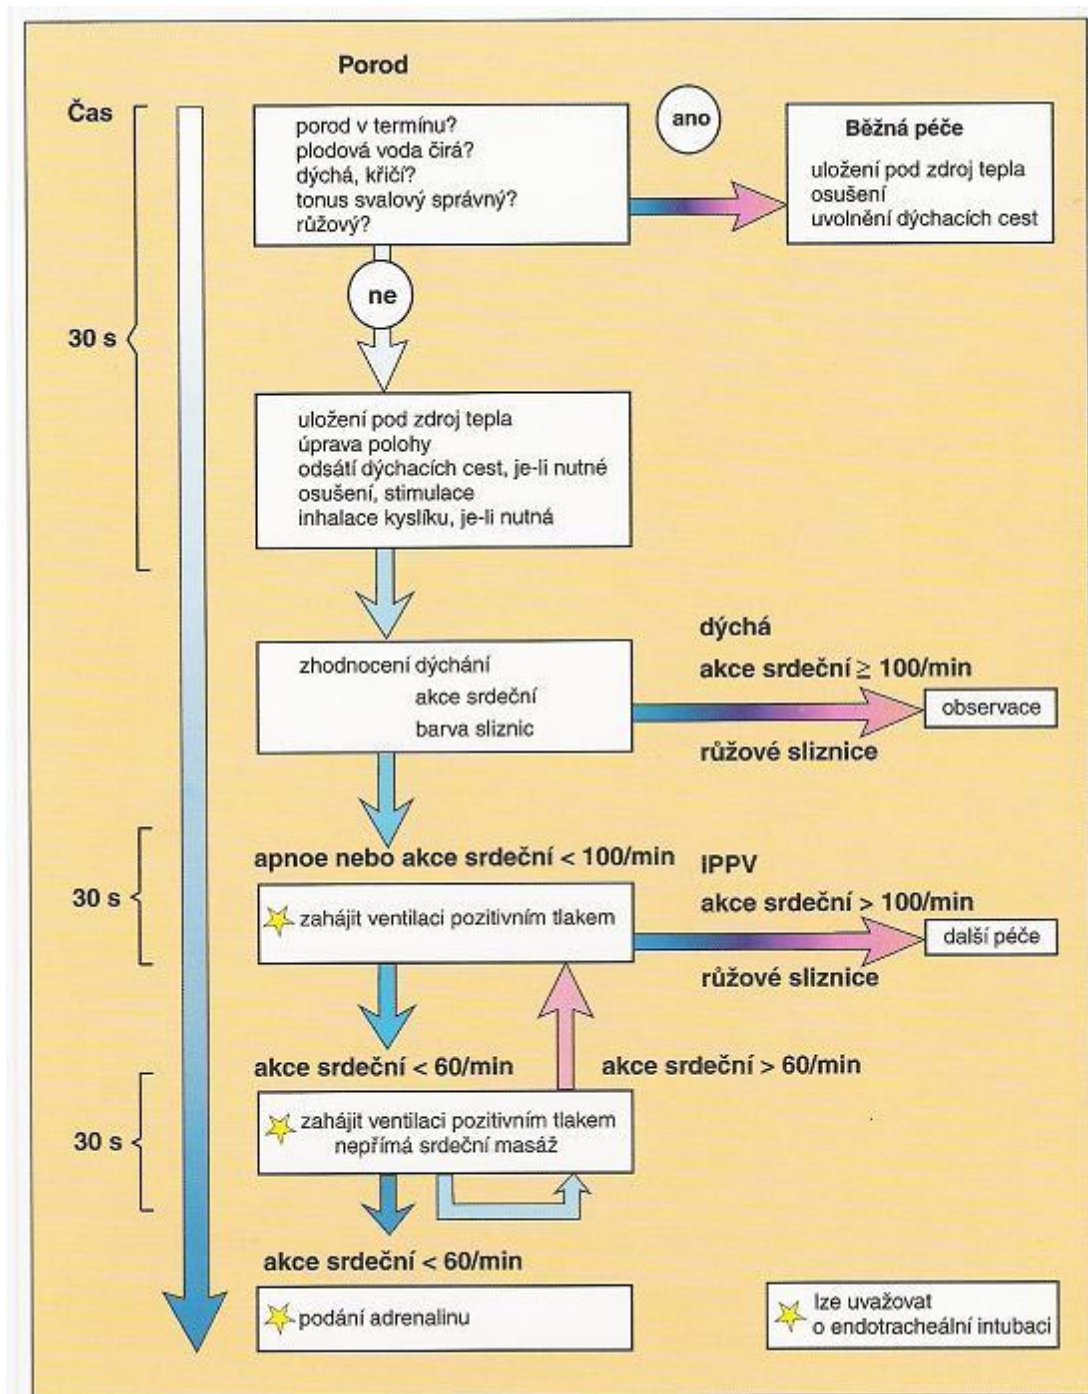 Porod
Čas
porod v termínu?
plodová voda čirá?
dýchá, křičí?
tonus svalový správný?
růžový?
ano
Běžná péče
uložení pod zdroj tepla
osušení
uvolnění dýchacích cest
ne
30 s
uložení pod zdroj tepla
úprava polohy
odsátí dýchacích cest, je-li nutné
osušení, stimulace
inhalace kyslíku, je-li nutná
zhodnocení dýchání
akce srdeční
barva sliznic
dýchá
akce srdeční ≥ 100/min
růžové sliznice
observace
apnoe nebo akce srdeční < 100/min
30 s
zahájit ventilaci pozitivním tlakem
IPPV
akce srdeční > 100/min
růžové sliznice
další péče
akce srdeční < 60/min
akce srdeční > 60/min
30 s
zahájit ventilaci pozitivním tlakem
nepřímá srdeční masáž
akce srdeční < 60/min
podání adrenalinu
lze uvažovat
o endotracheální intubaci